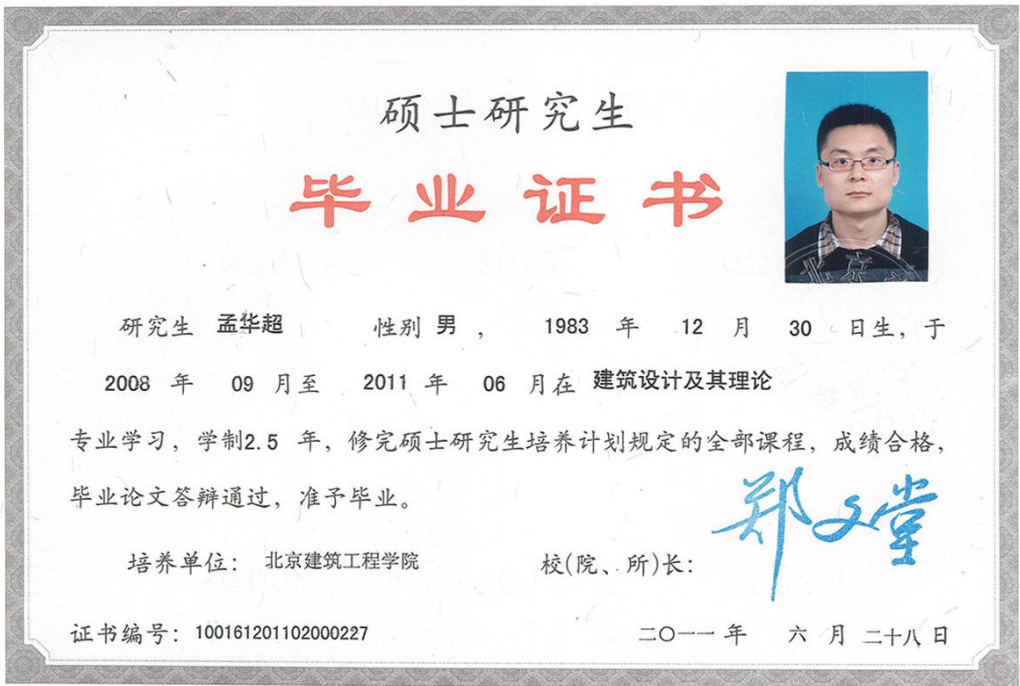 硕士研究生
毕业证书
研究生 孟华超 性别 男 , 1983 年 12 月 30 日生, 于
2008 年 09 月至 2011 年 06 月在 建筑设计及其理论
专业学习, 学制2.5 年, 修完硕士研究生培养计划规定的全部课程, 成绩合格,
毕业论文答辩通过, 准予毕业。
培养单位: 北京建筑工程学院 校(院、所)长: 郑文堂
证书编号: 100161201102000227 二〇一一 年 六 月 二十八 日
北京